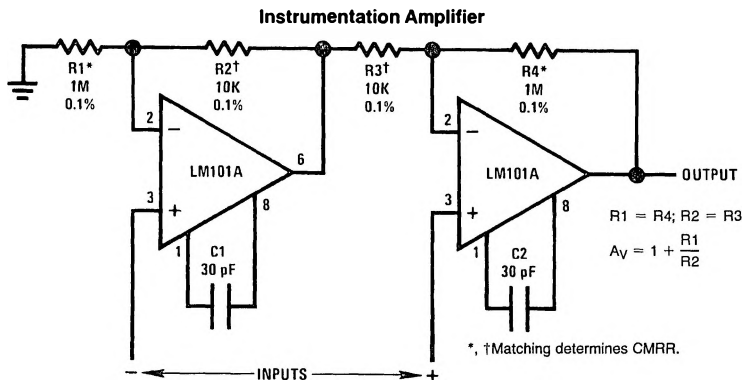 Instrumentation Amplifier
R1*
1M
0.1%
R2†
10K
0.1%
R3†
10K
0.1%
R4*
1M
0.1%
2
−
LM101A
6
3
+
8
1
C1
30 pF
2
−
LM101A
3
+
8
1
C2
30 pF
OUTPUT
R1 = R4; R2 = R3
AV = 1 + R1
R2
*, †Matching determines CMRR.
− INPUTS +